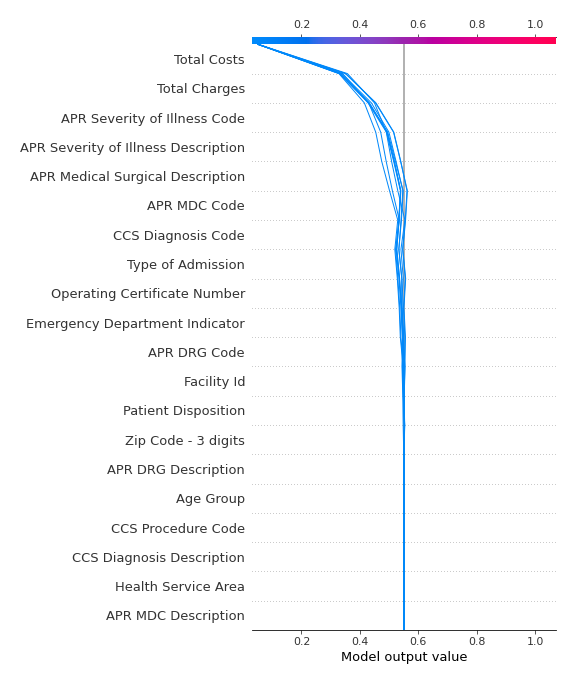 0.2 0.4 0.6 0.8 1.0
Total Costs
Total Charges
APR Severity of Illness Code
APR Severity of Illness Description
APR Medical Surgical Description
APR MDC Code
CCS Diagnosis Code
Type of Admission
Operating Certificate Number
Emergency Department Indicator
APR DRG Code
Facility Id
Patient Disposition
Zip Code - 3 digits
APR DRG Description
Age Group
CCS Procedure Code
CCS Diagnosis Description
Health Service Area
APR MDC Description
0.2 0.4 0.6 0.8 1.0
Model output value